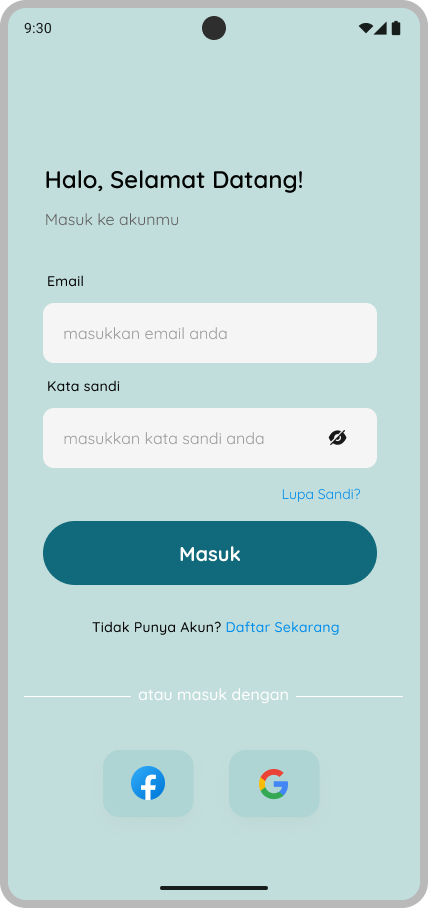 9:30
Halo, Selamat Datang!
Masuk ke akunmu
Email
masukkan email anda
Kata sandi
masukkan kata sandi anda
Lupa Sandi?
Masuk
Tidak Punya Akun? Daftar Sekarang
atau masuk dengan